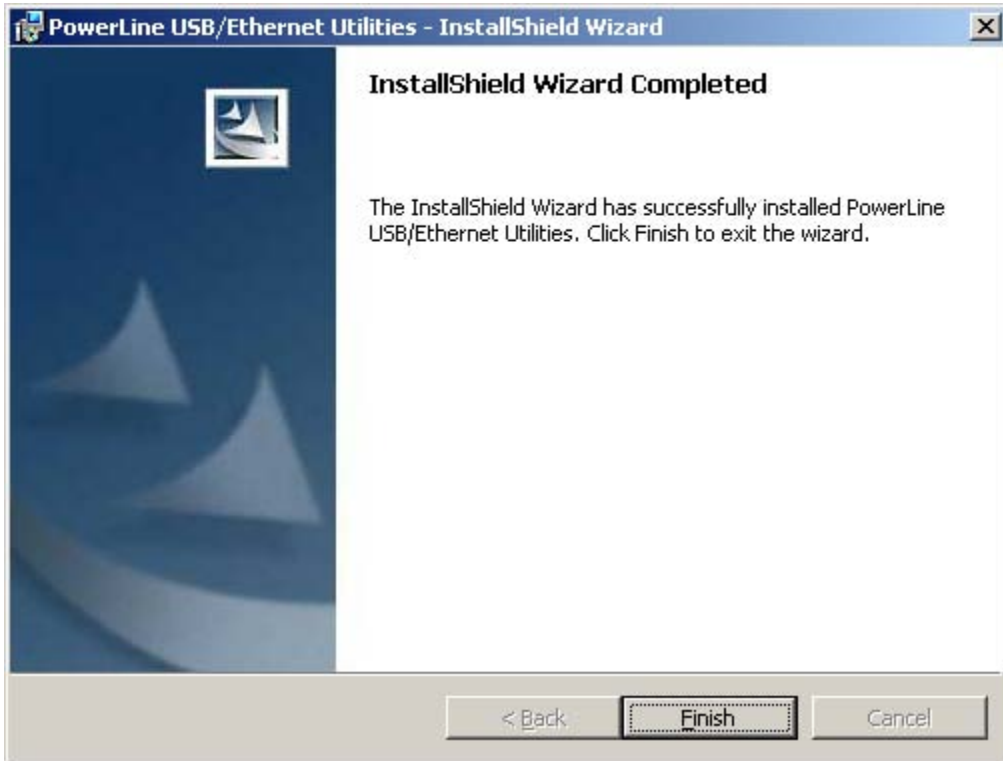 PowerLine USB/Ethernet Utilities - InstallShield Wizard
InstallShield Wizard Completed
The InstallShield Wizard has successfully installed PowerLine
USB/Ethernet Utilities. Click Finish to exit the wizard.
< Back
Finish
Cancel